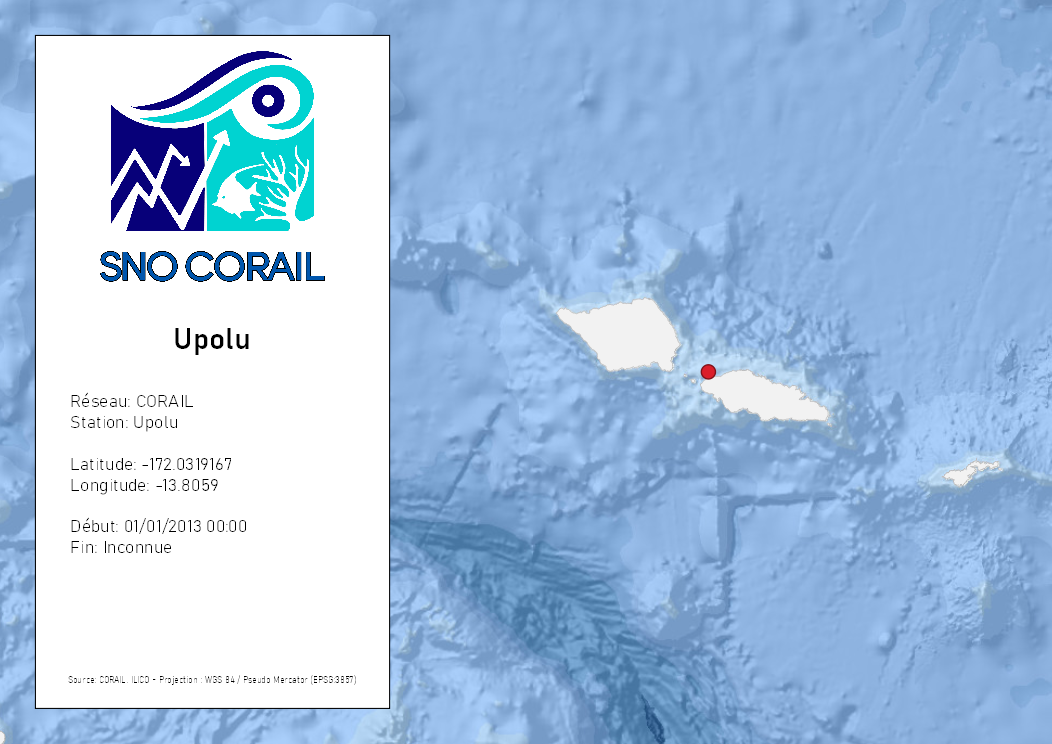 SNO CORAIL
Upolu
Réseau: CORAIL
Station: Upolu
Latitude: -172.0319167
Longitude: -13.8059
Début: 01/01/2013 00:00
Fin: Inconnue
Source: CORAIL, ILICO - Projection : WGS 84 / Pseudo Mercator (EPSG:3857)